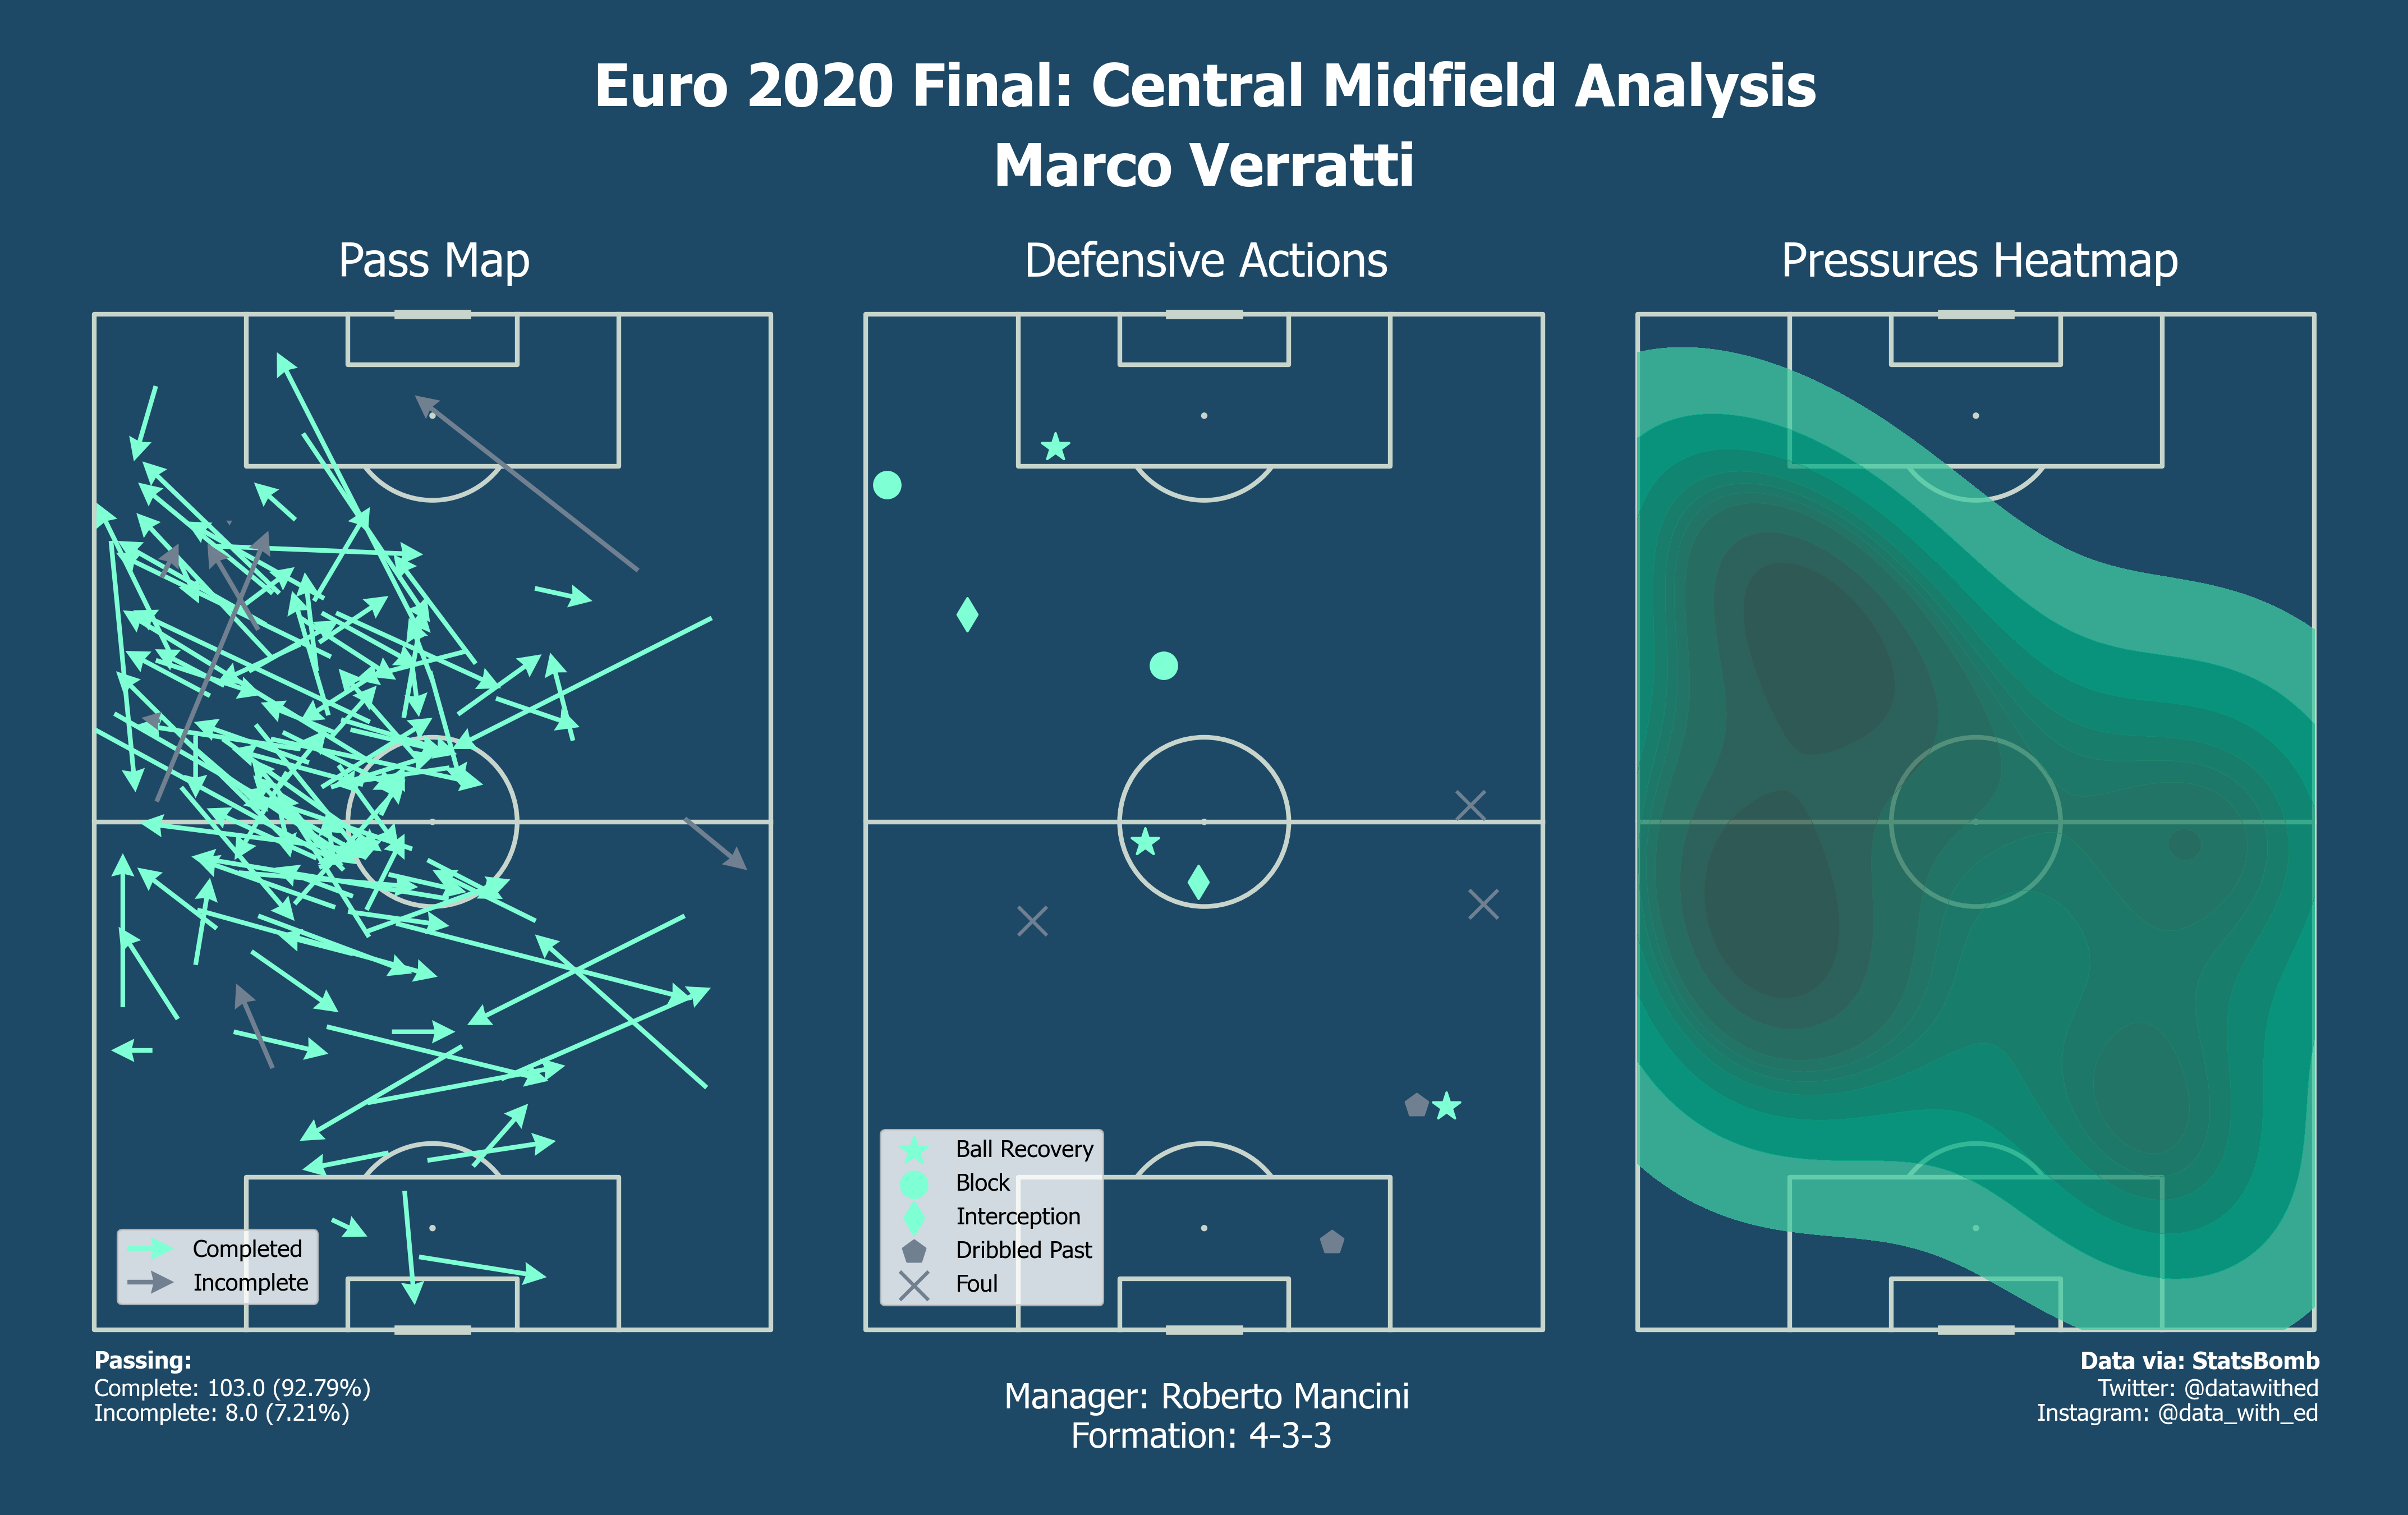 Euro 2020 Final: Central Midfield Analysis
Marco Verratti
Pass Map
Defensive Actions
Pressures Heatmap
Completed
Incomplete
Ball Recovery
Block
Interception
Dribbled Past
Foul
Passing:
Complete: 103.0 (92.79%)
Incomplete: 8.0 (7.21%)
Manager: Roberto Mancini
Formation: 4-3-3
Data via: StatsBomb
Twitter: @datawithed
Instagram: @data_with_ed